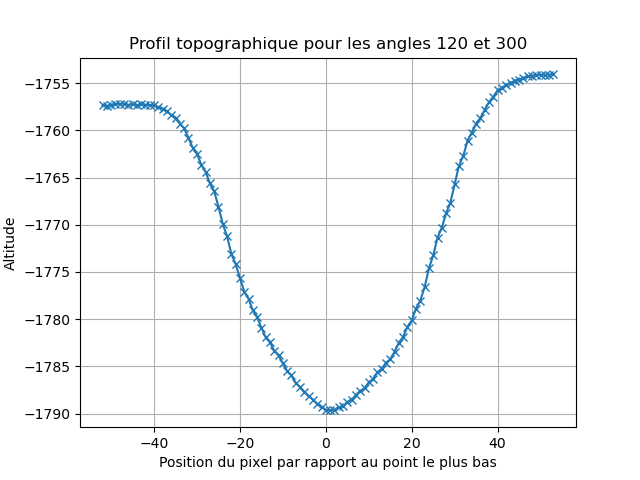 Profil topographique pour les angles 120 et 300
Altitude
−1755
−1760
−1765
−1770
−1775
−1780
−1785
−1790
−40 −20 0 20 40
Position du pixel par rapport au point le plus bas